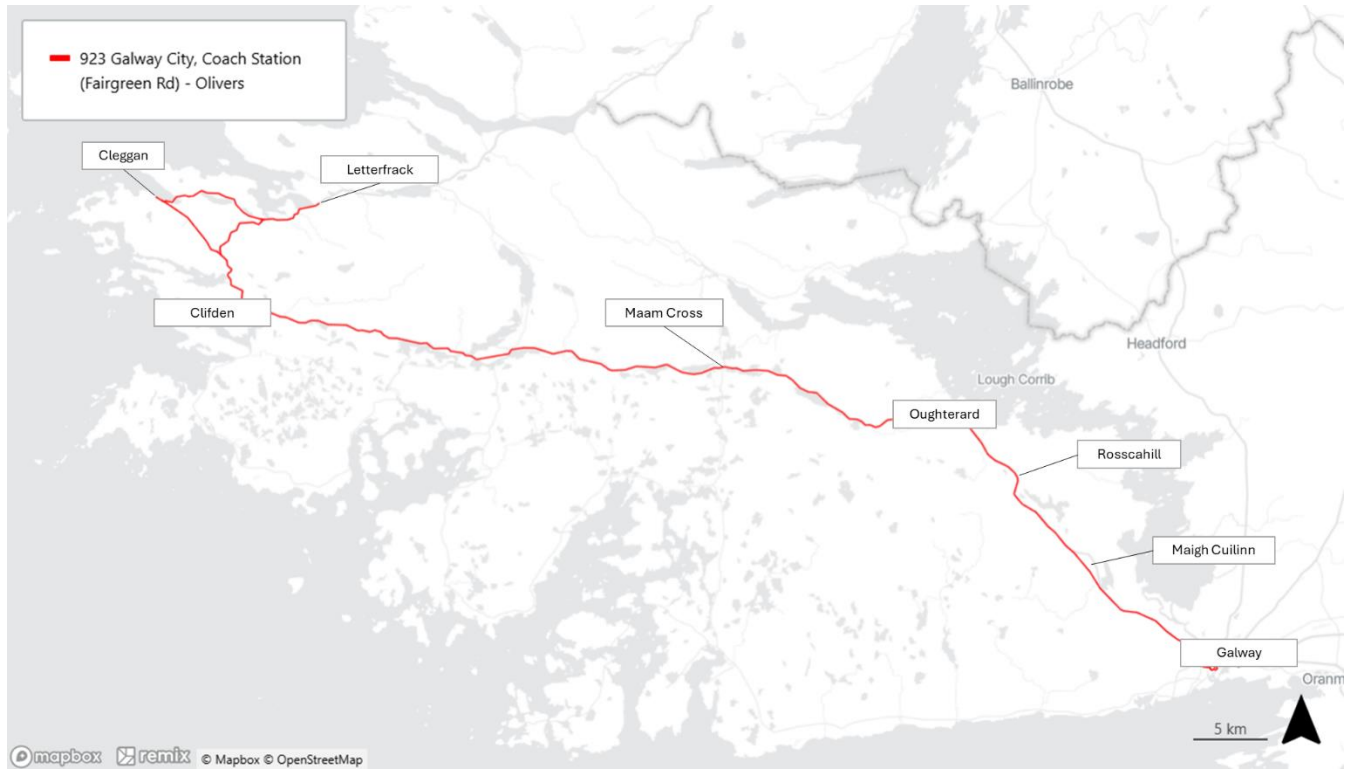 923 Galway City, Coach Station
(Fairgreen Rd) - Olivers
Ballinrobe
Cleggan
Letterfrack
Clifden
Maam Cross
Headford
Lough Corrib
Oughterard
Rosscahill
Maigh Cuilinn
Galway
Oranm
5 km
mapbox remix © Mapbox © OpenStreetMap